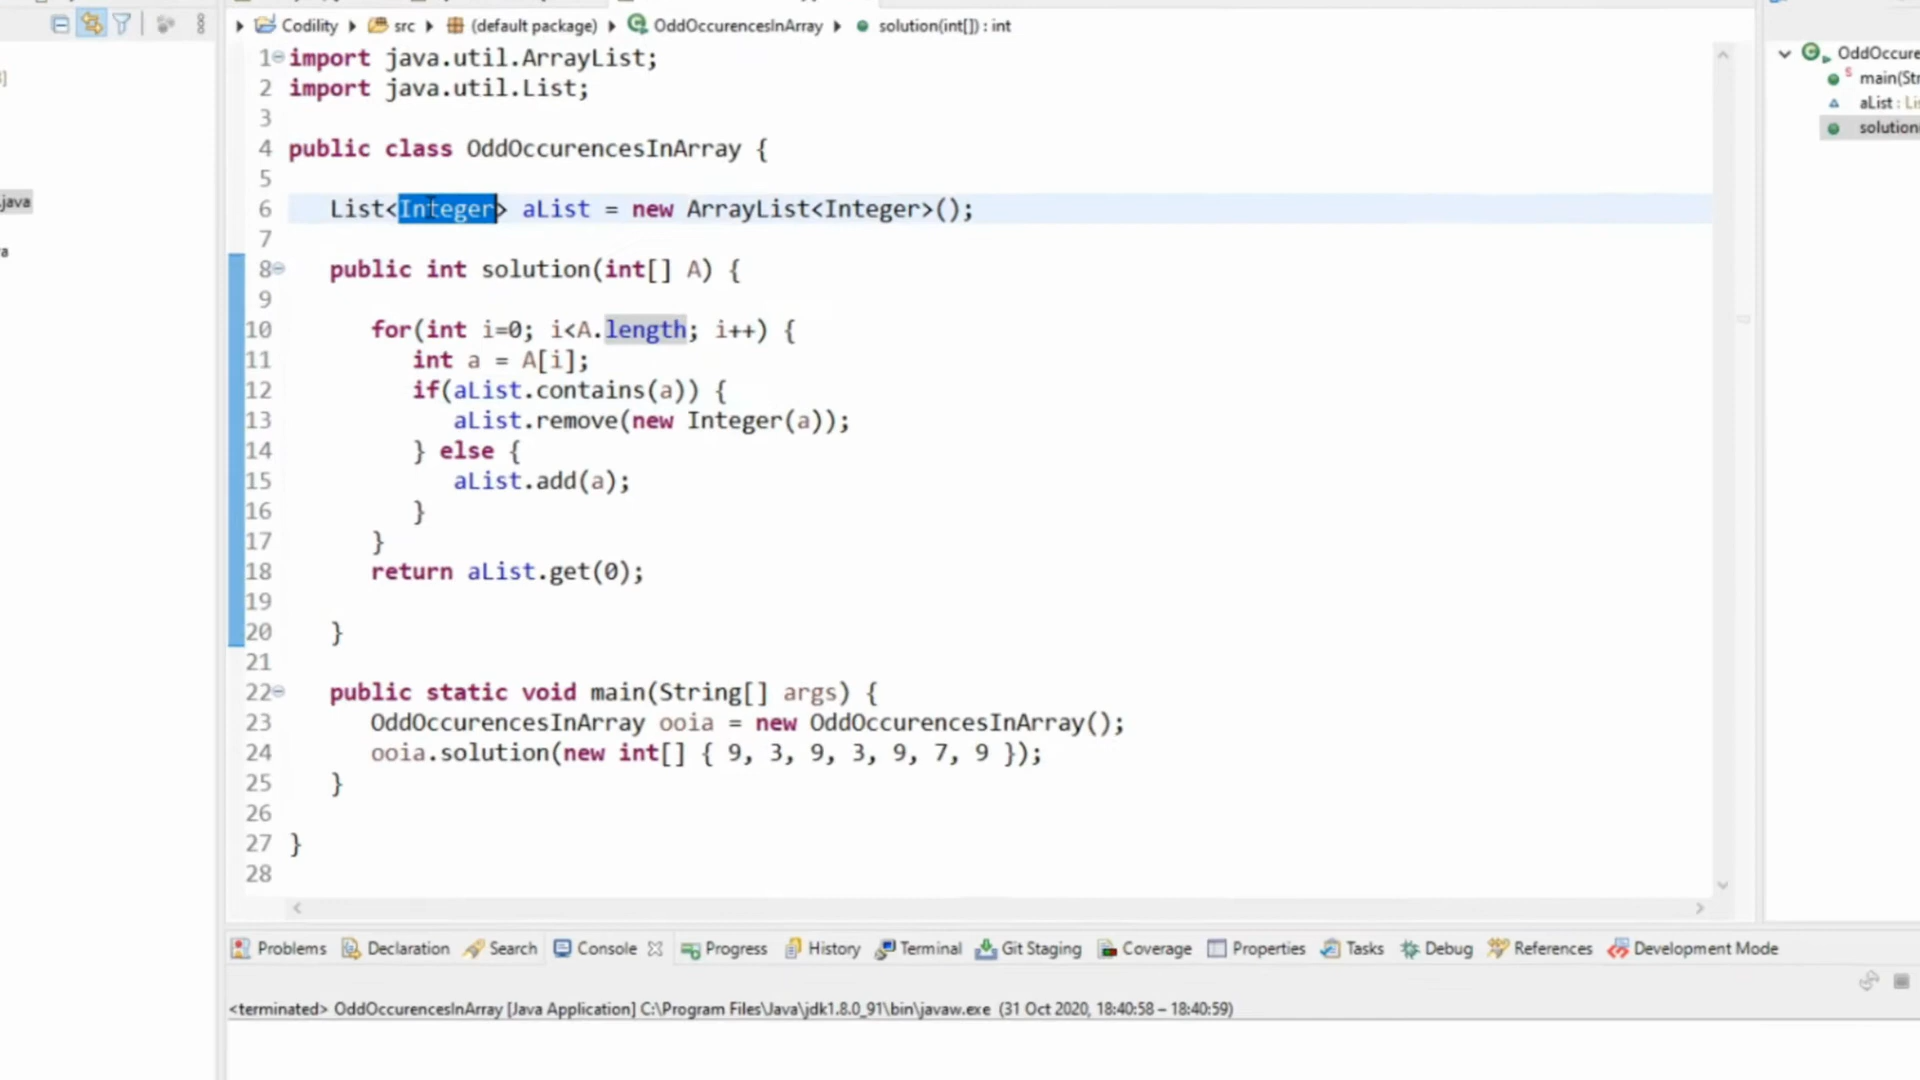 Codility src (default package) OddOccurencesInArray solution(int[]) : int
1 import java.util.ArrayList;
2 import java.util.List;
3
4 public class OddOccurencesInArray {
5
6 List<Integer> aList = new ArrayList<Integer>();
7
8 public int solution(int[] A) {
9
10 for(int i=0; i<A.length; i++) {
11 int a = A[i];
12 if(aList.contains(a)) {
13 aList.remove(new Integer(a));
14 } else {
15 aList.add(a);
16 }
17 }
18 return aList.get(0);
19
20 }
21
22 public static void main(String[] args) {
23 OddOccurencesInArray ooia = new OddOccurencesInArray();
24 ooia.solution(new int[] { 9, 3, 9, 3, 9, 7, 9 });
25 }
26
27 }
28
.java
OddOccure
main(Str
aList : Li
solution
Problems Declaration Search Console Progress History Terminal Git Staging Coverage Properties Tasks Debug References Development Mode
<terminated> OddOccurencesInArray [Java Application] C:\Program Files\Java\jdk1.8.0_91\bin\javaw.exe (31 Oct 2020, 18:40:58 – 18:40:59)